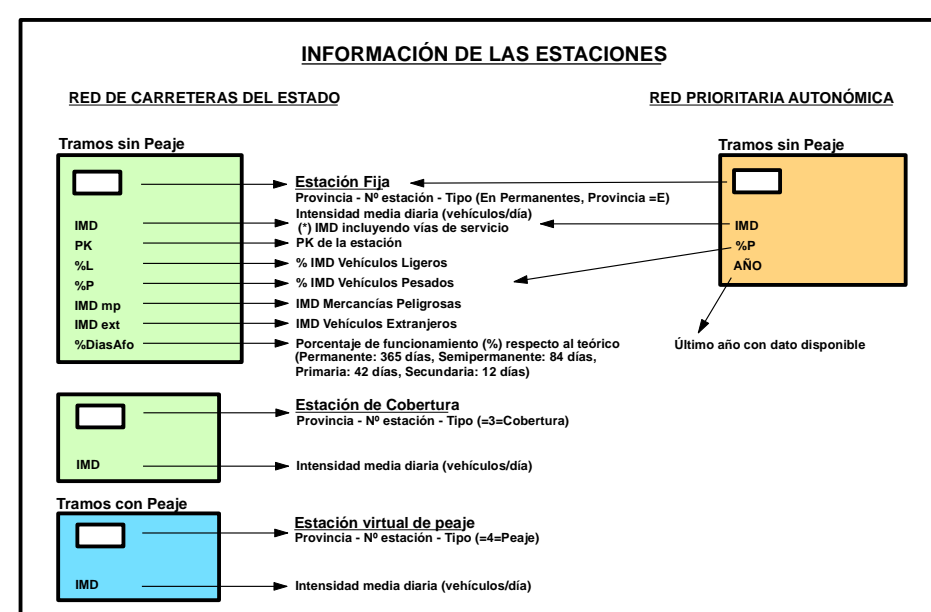 INFORMACIÓN DE LAS ESTACIONES
RED DE CARRETERAS DEL ESTADO
RED PRIORITARIA AUTONÓMICA
Tramos sin Peaje
IMD
PK
%L
%P
IMD mp
IMD ext
%DiasAfo
Estación Fija
Provincia - Nº estación - Tipo (En Permanentes, Provincia =E)
Intensidad media diaria (vehículos/día)
(*) IMD incluyendo vías de servicio
PK de la estación
% IMD Vehículos Ligeros
% IMD Vehículos Pesados
IMD Mercancías Peligrosas
IMD Vehículos Extranjeros
Porcentaje de funcionamiento (%) respecto al teórico
(Permanente: 365 días, Semipermanente: 84 días,
Primaria: 42 días, Secundaria: 12 días)
Tramos sin Peaje
IMD
%P
AÑO
Último año con dato disponible
Estación de Cobertura
Provincia - Nº estación - Tipo (=3=Cobertura)
IMD
Intensidad media diaria (vehículos/día)
Tramos con Peaje
Estación virtual de peaje
Provincia - Nº estación - Tipo (=4=Peaje)
IMD
Intensidad media diaria (vehículos/día)